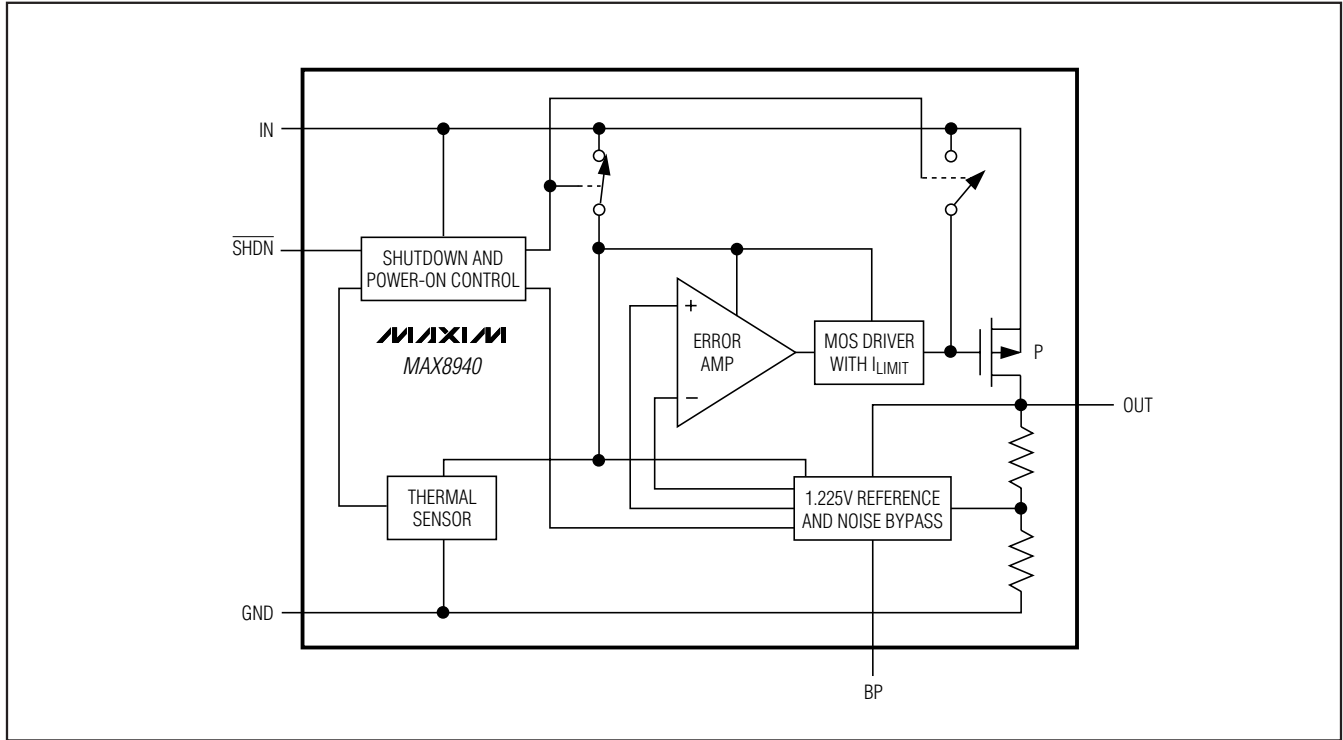 IN
SHDN
SHUTDOWN AND
POWER-ON CONTROL
MAXIM
MAX8940
+
ERROR
AMP
−
MOS DRIVER
WITH ILIMIT
P
OUT
THERMAL
SENSOR
1.225V REFERENCE
AND NOISE BYPASS
GND
BP